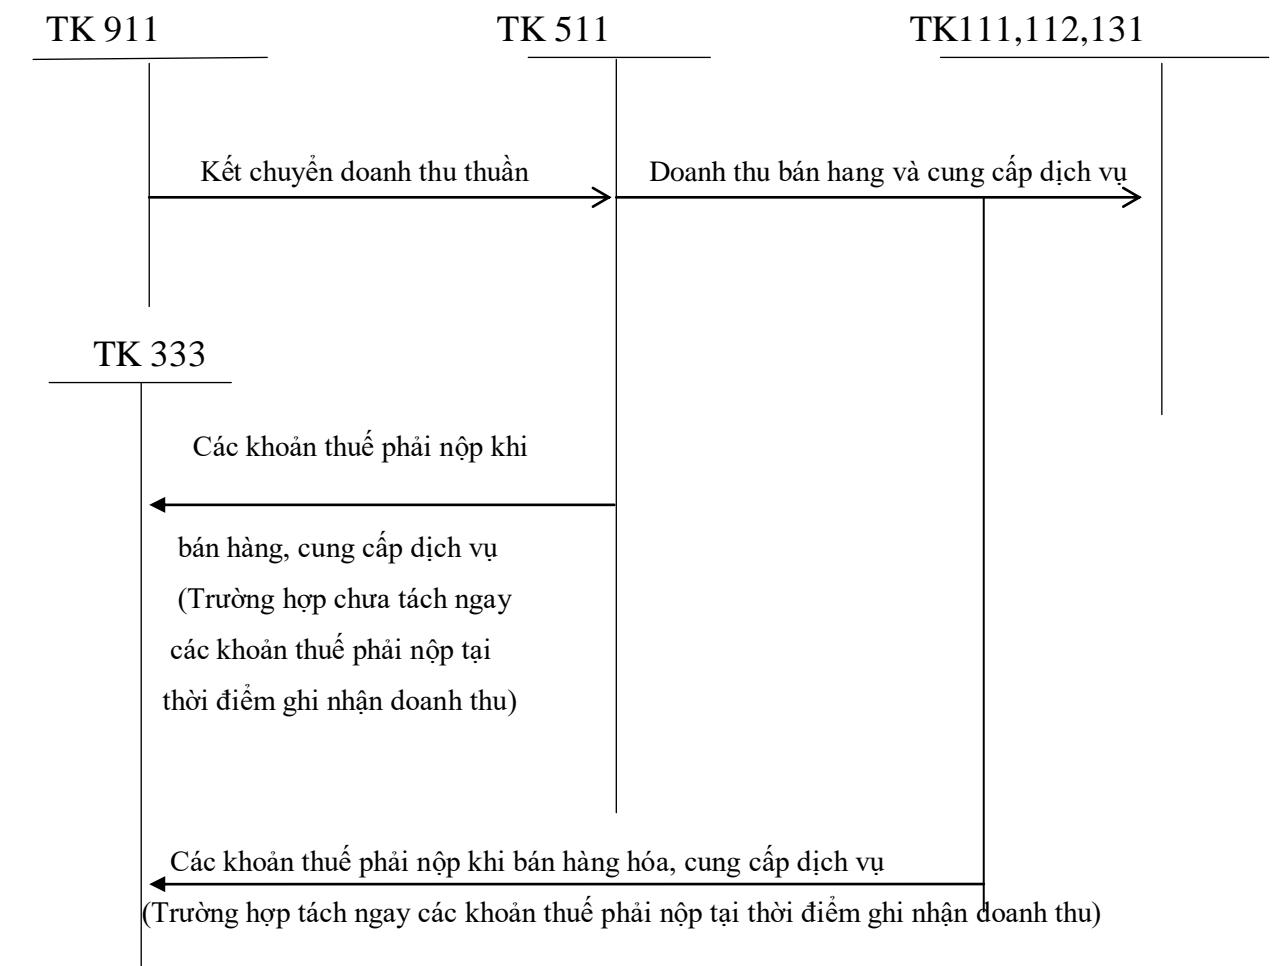 TK 911
TK 511
TK111,112,131
Kết chuyển doanh thu thuần
Doanh thu bán hang và cung cấp dịch vụ
TK 333
Các khoản thuế phải nộp khi
bán hàng, cung cấp dịch vụ
(Trường hợp chưa tách ngay
các khoản thuế phải nộp tại
thời điểm ghi nhận doanh thu)
Các khoản thuế phải nộp khi bán hàng hóa, cung cấp dịch vụ
(Trường hợp tách ngay các khoản thuế phải nộp tại thời điểm ghi nhận doanh thu)